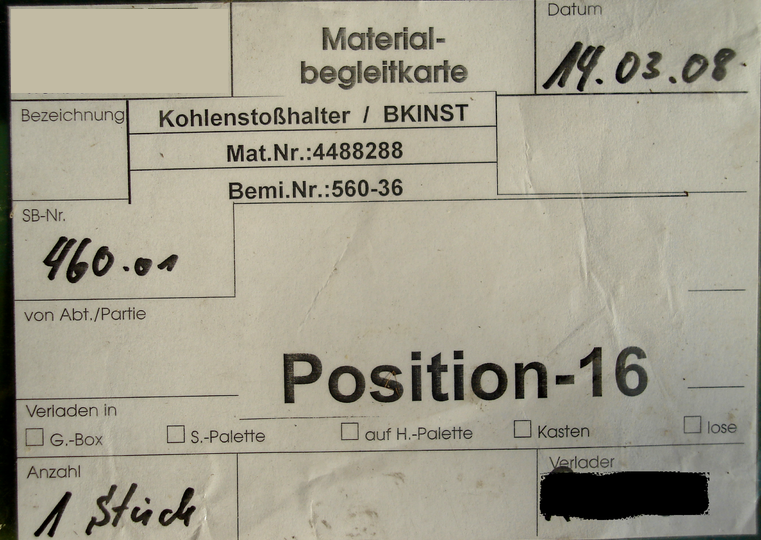 Material-
begleitkarte
Datum
14.03.08.
Bezeichnung
Kohlenstoßhalter / BKINST
Mat.Nr.:4488288
Bemi.Nr.:560-36
SB-Nr.
460.01
von Abt./Partie
Position-16
Verladen in
G.-Box S.-Palette auf H.-Palette Kasten lose
Anzahl
1 Stück
Verlader